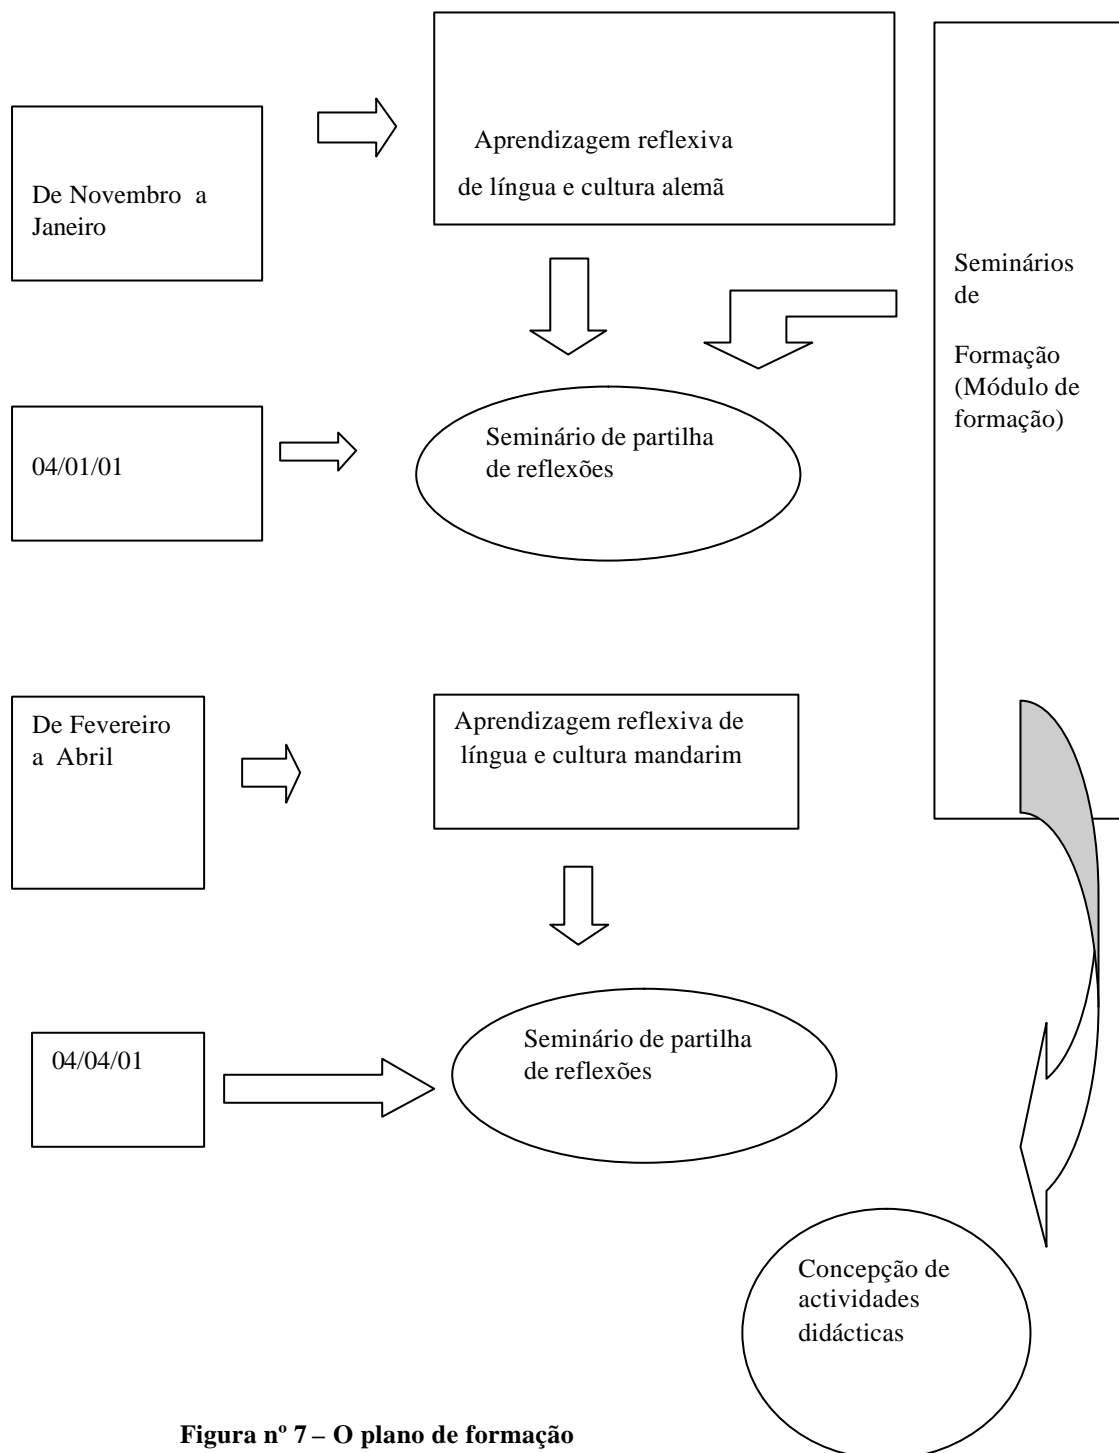 Aprendizagem reflexiva
de língua e cultura alemã
De Novembro a
Janeiro
Seminários
de
Formação
(Módulo de
formação)
04/01/01
Seminário de partilha
de reflexões
De Fevereiro
a Abril
Aprendizagem reflexiva de
língua e cultura mandarim
04/04/01
Seminário de partilha
de reflexões
Concepção de
actividades
didácticas
Figura nº 7 – O plano de formação